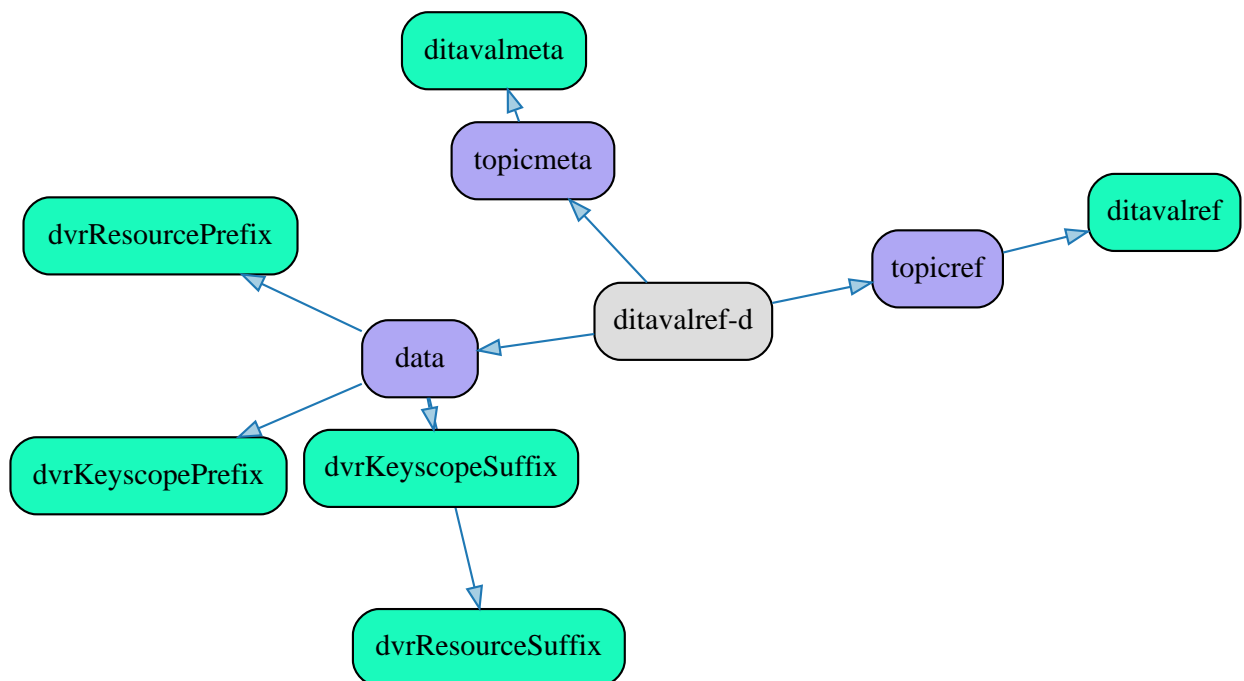 ditavalmeta
topicmeta
ditavalref
dvrResourcePrefix
topicref
ditavalref-d
data
dvrKeyscopePrefix
dvrKeyscopeSuffix
dvrResourceSuffix